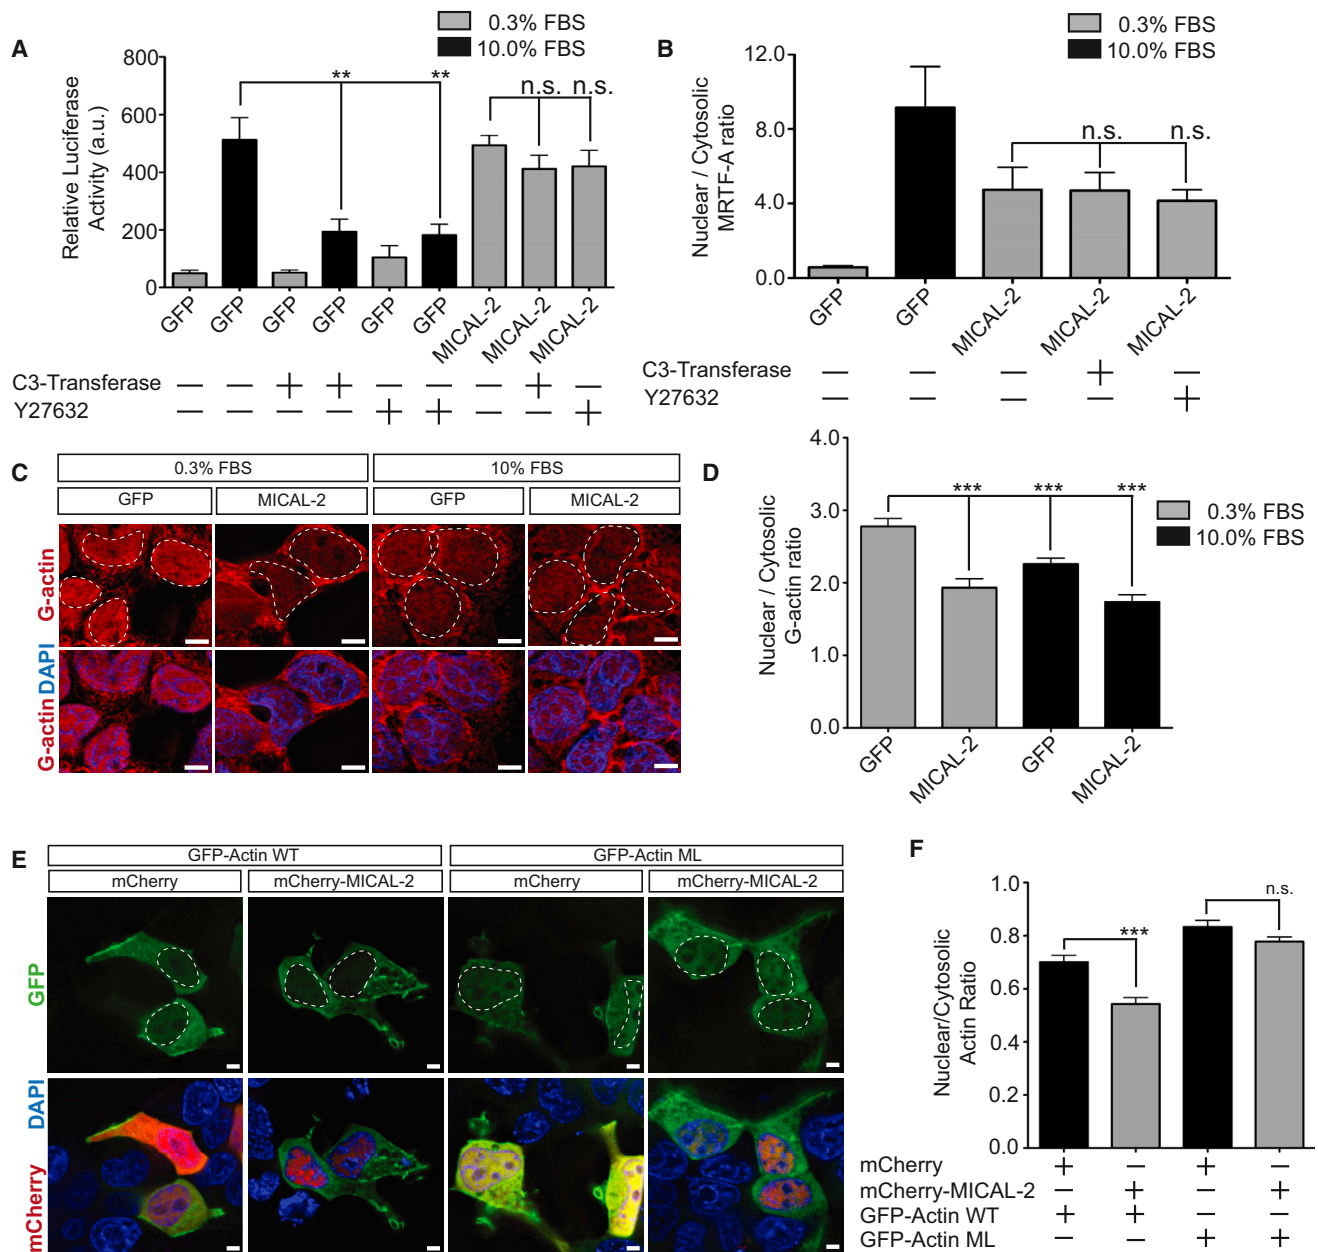 A
0.3% FBS
10.0% FBS
Relative Luciferase
Activity (a.u.)
800
600
400
200
0
**
**
n.s.
n.s.
GFP
GFP
GFP
GFP
GFP
GFP
MICAL-2
MICAL-2
MICAL-2
C3-Transferase — — + + — — — + —
Y27632 — — — — + + — — +
B
0.3% FBS
10.0% FBS
Nuclear / Cytosolic
MRTF-A ratio
12.0
8.0
4.0
0.0
n.s.
n.s.
GFP
GFP
MICAL-2
MICAL-2
MICAL-2
C3-Transferase — — — + —
Y27632 — — — — +
C
0.3% FBS
10% FBS
GFP
MICAL-2
GFP
MICAL-2
G-actin
G-actin DAPI
D
Nuclear / Cytosolic
G-actin ratio
4.0
3.0
2.0
1.0
0.0
***
***
***
0.3% FBS
10.0% FBS
GFP
MICAL-2
GFP
MICAL-2
E
GFP-Actin WT
GFP-Actin ML
mCherry
mCherry-MICAL-2
mCherry
mCherry-MICAL-2
GFP
mCherry DAPI
F
Nuclear/Cytosolic
Actin Ratio
1.0
0.8
0.6
0.4
0.2
0.0
***
n.s.
mCherry + — + —
mCherry-MICAL-2 — + — +
GFP-Actin WT + + — —
GFP-Actin ML — — + +